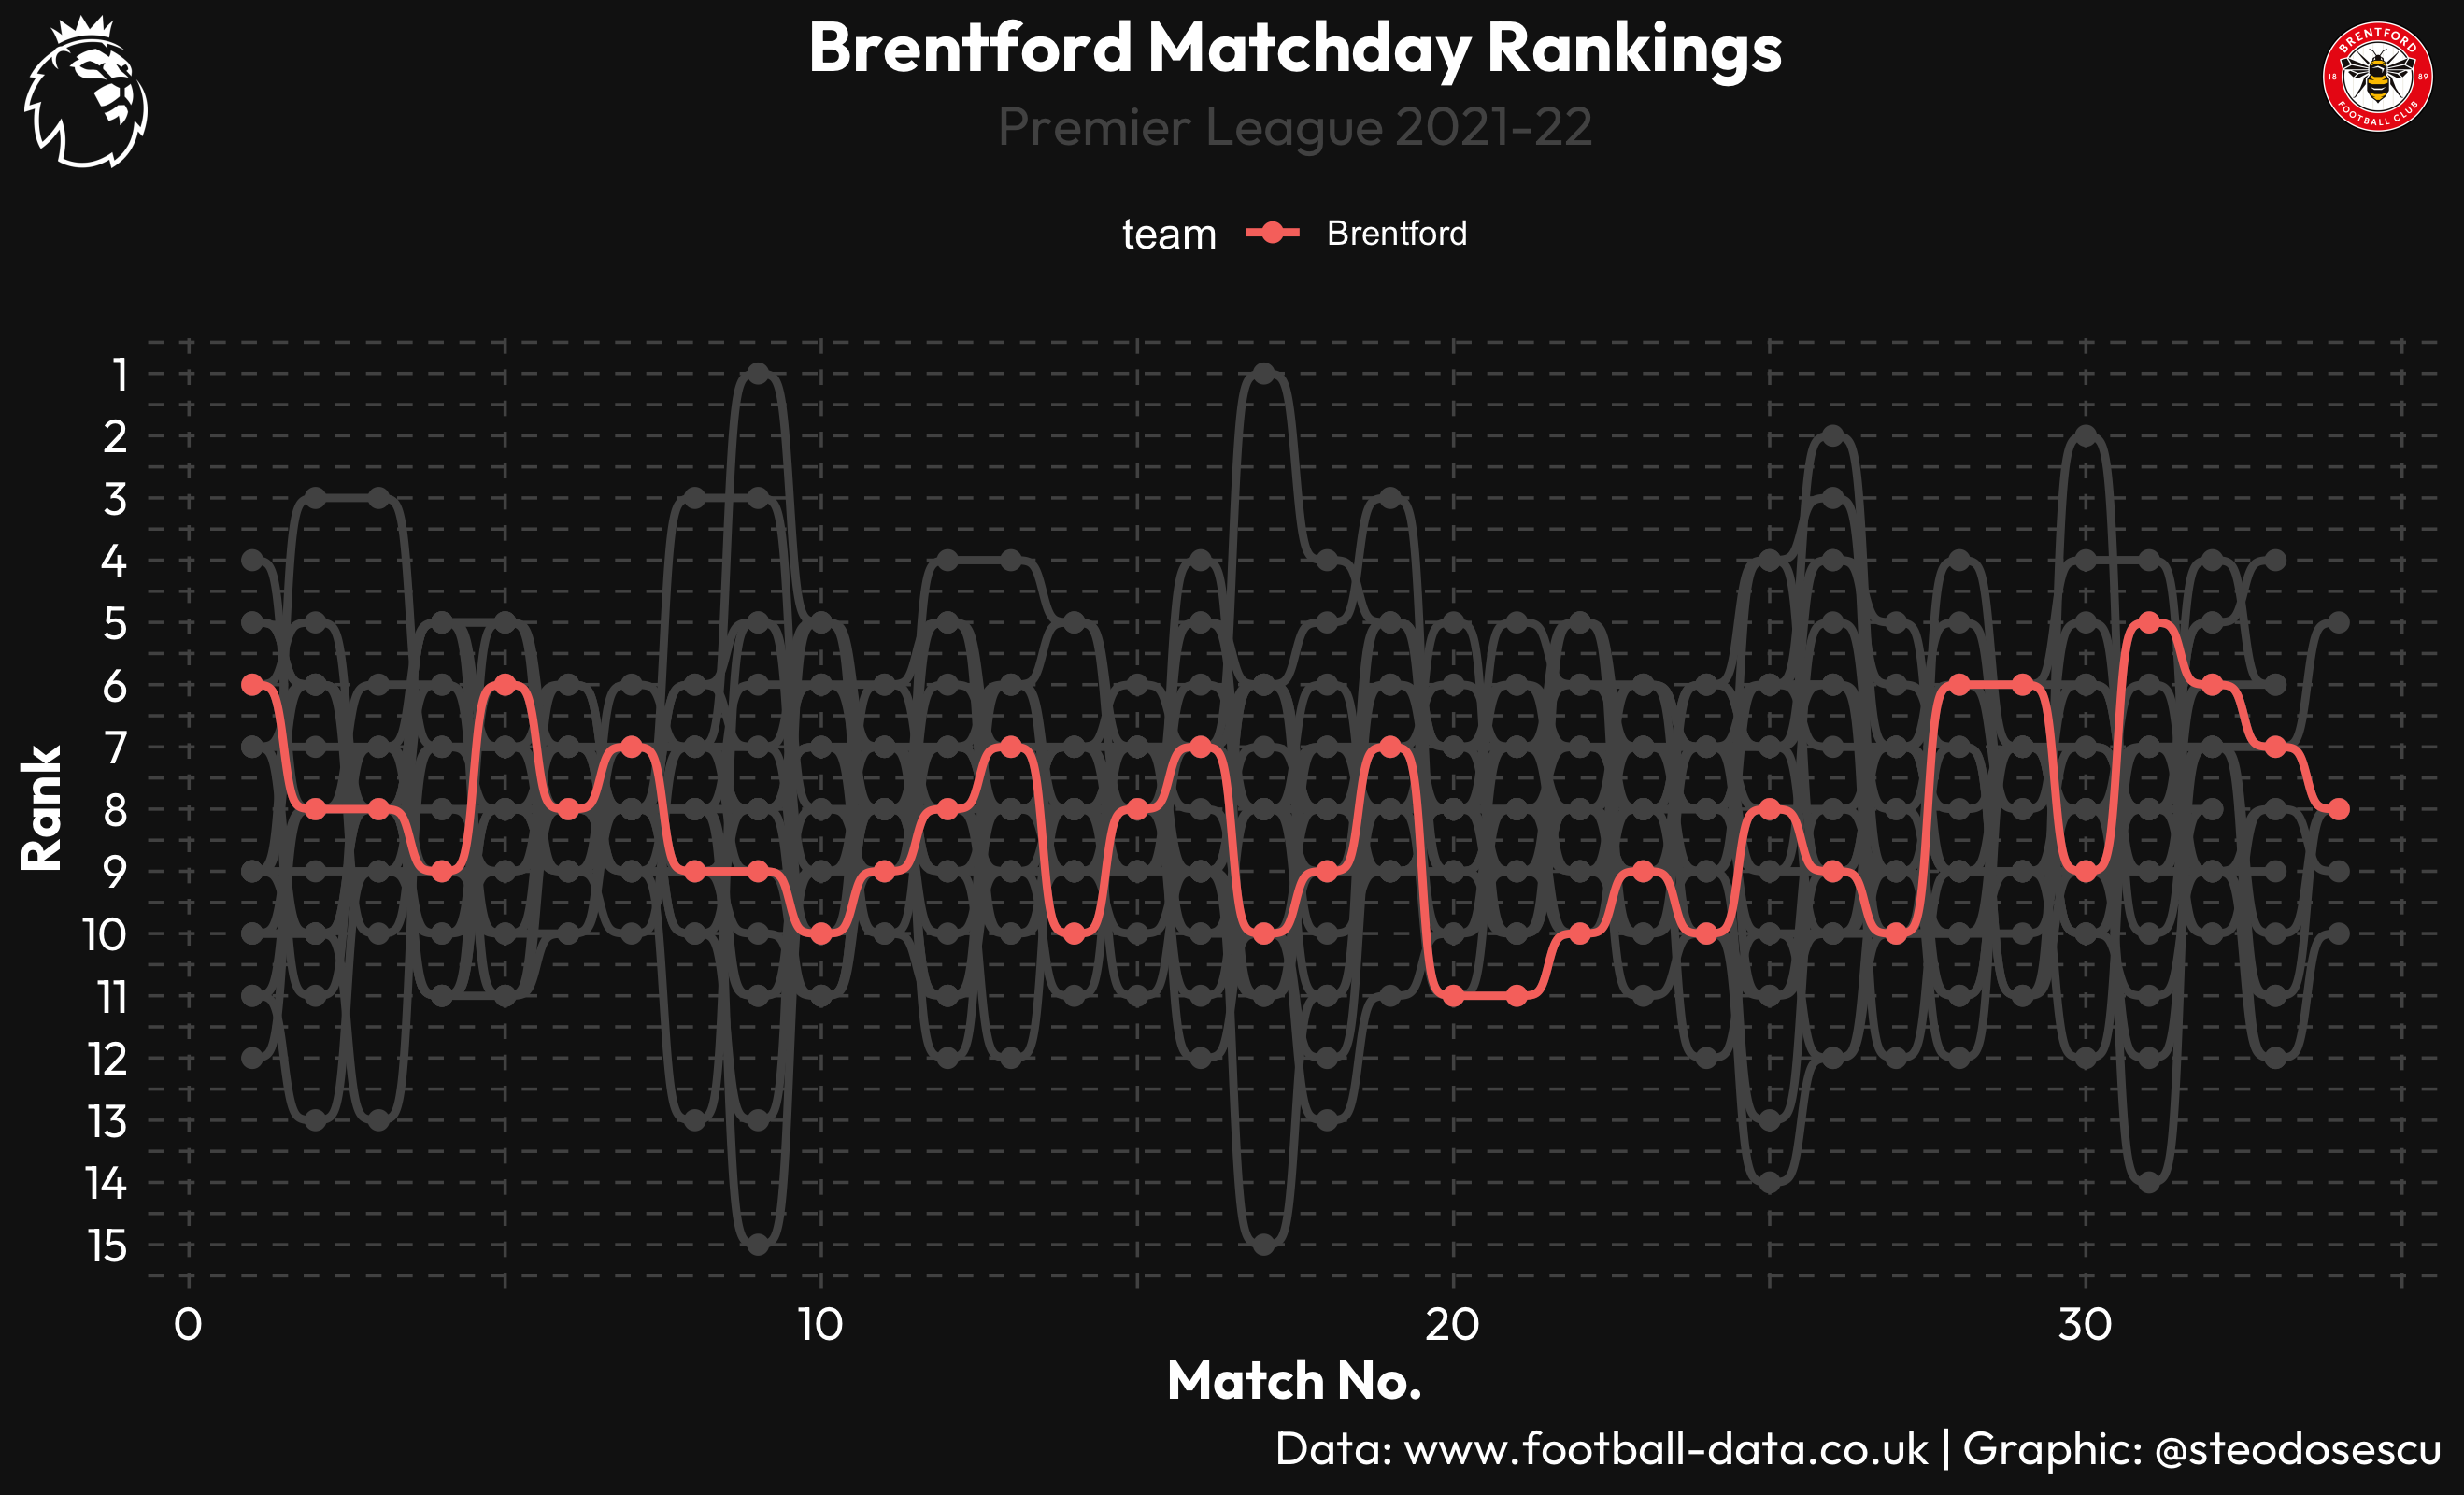 Brentford Matchday Rankings
Premier League 2021-22
BRENTFORD
18 89
FOOTBALL CLUB
team Brentford
Rank
1
2
3
4
5
6
7
8
9
10
11
12
13
14
15
0 10 20 30
Match No.
Data: www.football-data.co.uk | Graphic: @steodosescu